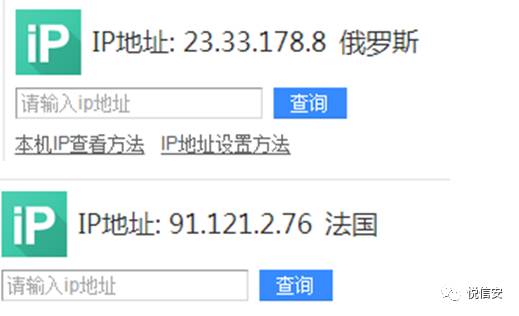 iP IP地址: 23.33.178.8 俄罗斯
请输入ip地址 查询
本机IP查看方法 IP地址设置方法
iP IP地址: 91.121.2.76 法国
请输入ip地址 查询
悦信安